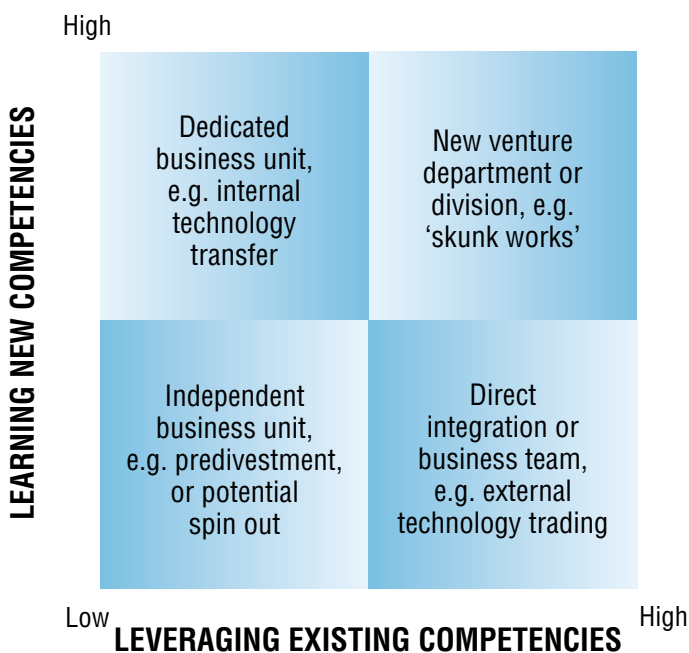 High
LEARNING NEW COMPETENCIES
Dedicated
business unit,
e.g. internal
technology
transfer
New venture
department or
division, e.g.
‘skunk works’
Independent
business unit,
e.g. predivestment,
or potential
spin out
Direct
integration or
business team,
e.g. external
technology trading
Low
LEVERAGING EXISTING COMPETENCIES
High